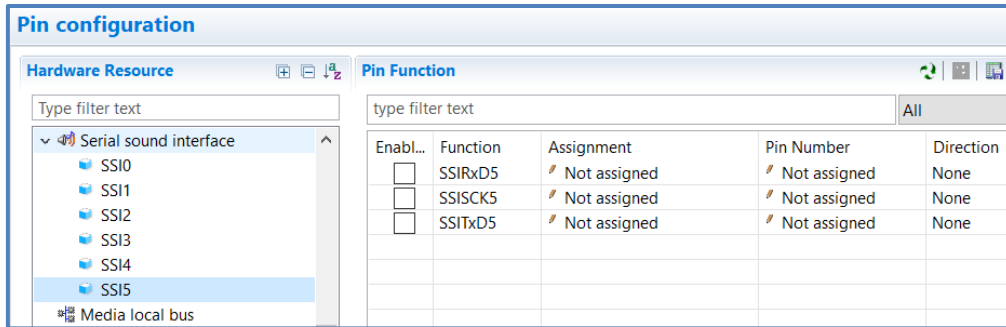 Pin configuration
Hardware Resource
Type filter text
Serial sound interface
SSI0
SSI1
SSI2
SSI3
SSI4
SSI5
Media local bus
Pin Function
type filter text All
Enabl... Function Assignment Pin Number Direction
SSIRxD5 Not assigned Not assigned None
SSISCK5 Not assigned Not assigned None
SSITxD5 Not assigned Not assigned None